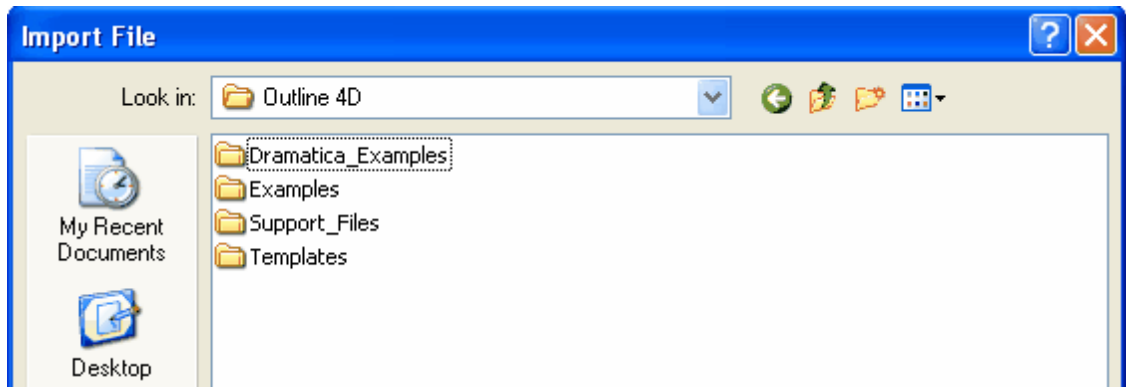 Import File
Look in:
Outline 4D
Dramatica_Examples
Examples
Support_Files
Templates
My Recent
Documents
Desktop